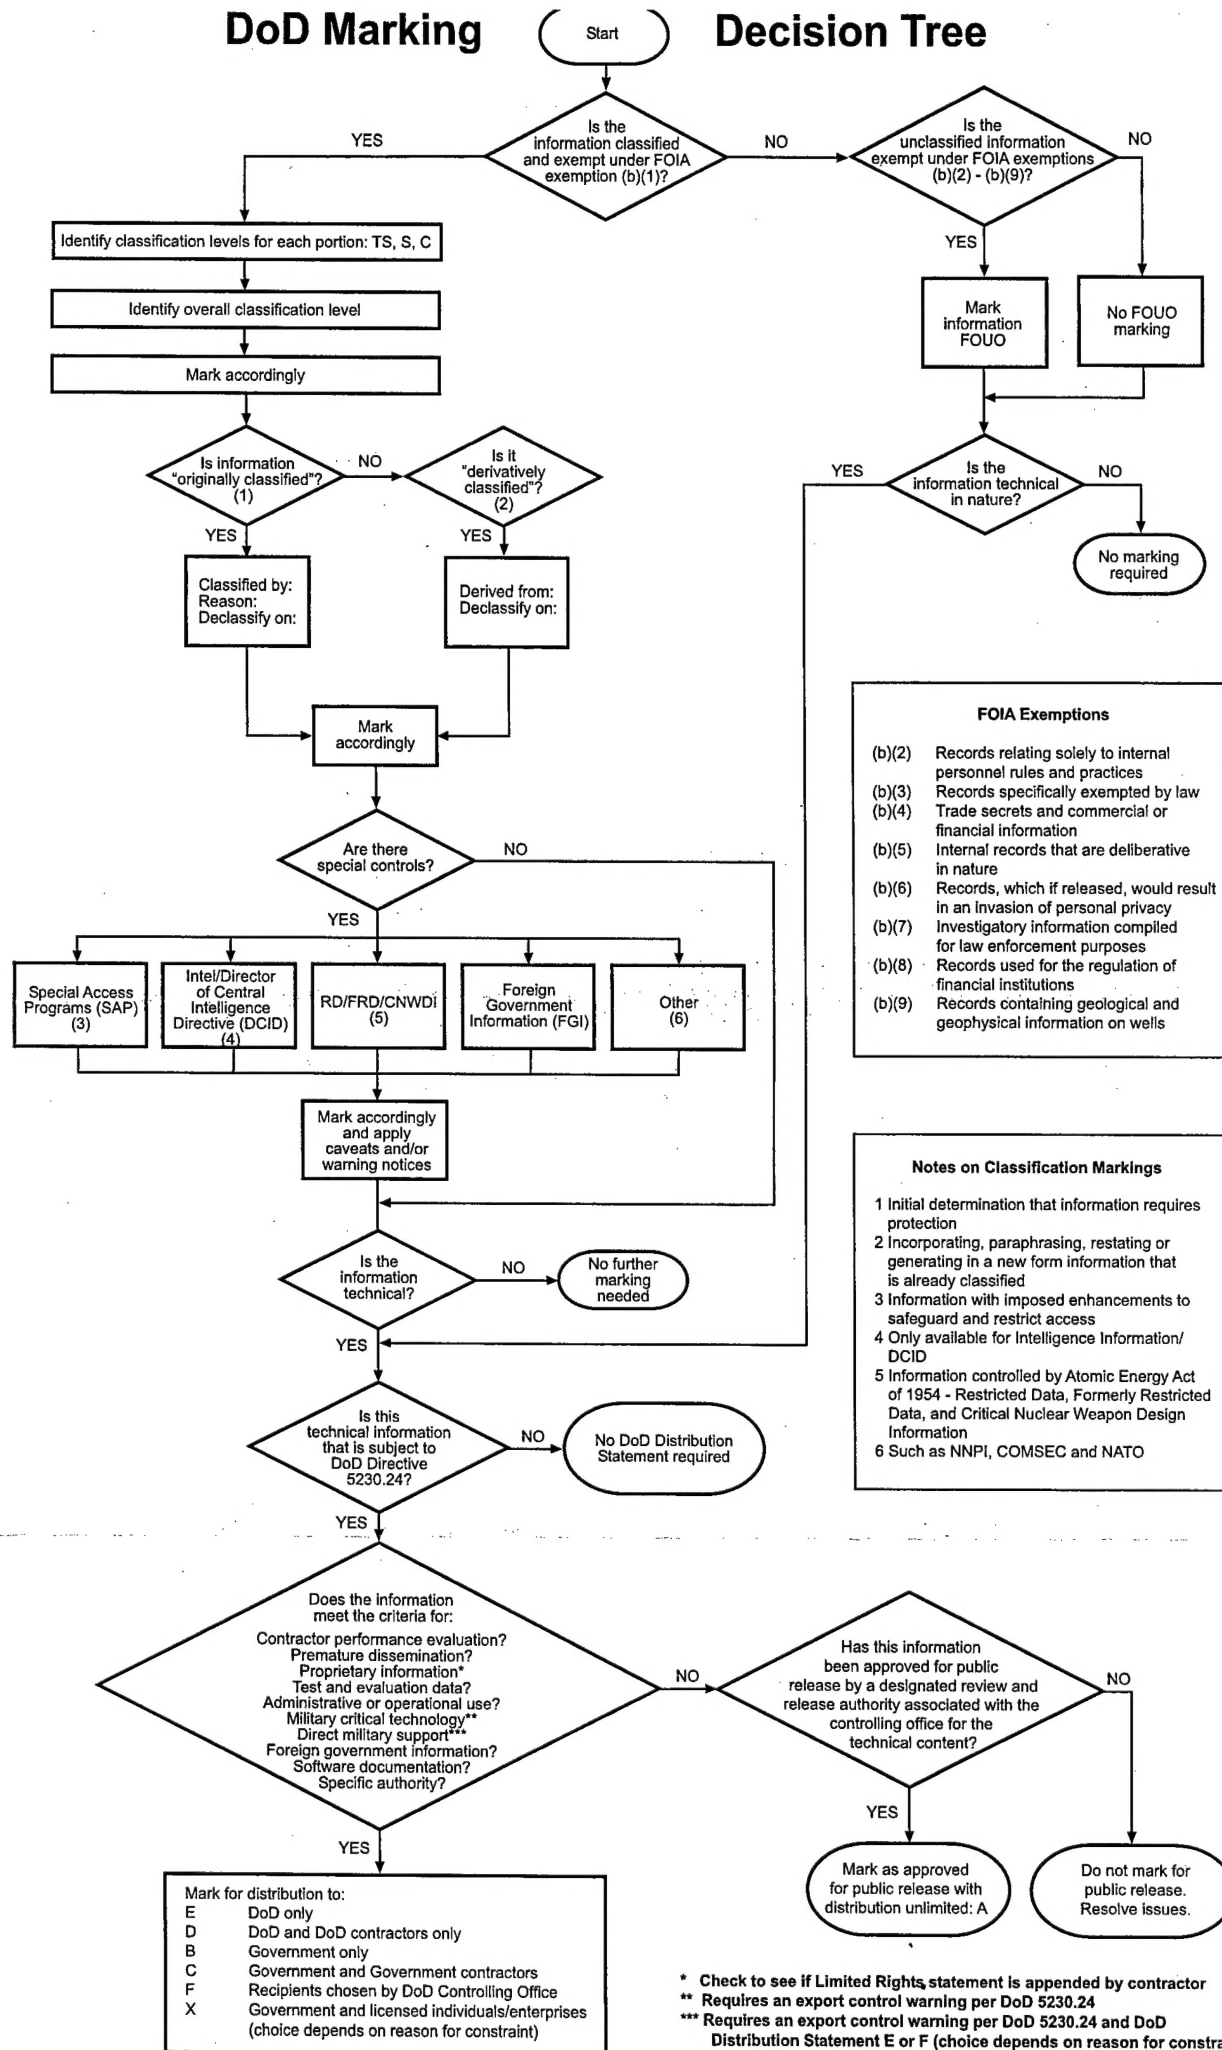 DoD Marking Decision Tree
Start
Is the
information classified
and exempt under FOIA
exemption (b)(1)?
YES
NO
Is the
unclassified information
exempt under FOIA exemptions
(b)(2) - (b)(9)?
NO
YES
Identify classification levels for each portion: TS, S, C
Identify overall classification level
Mark accordingly
Mark
information
FOUO
No FOUO
marking
Is information
"originally classified"?
(1)
NO
Is it
"derivatively
classified"?
(2)
YES
YES
Classified by:
Reason:
Declassify on:
Derived from:
Declassify on:
YES
Is the
information technical
in nature?
NO
No marking
required
Mark
accordingly
Are there
special controls?
NO
YES
Special Access
Programs (SAP)
(3)
Intel/Director
of Central
Intelligence
Directive (DCID)
(4)
RD/FRD/CNWDI
(5)
Foreign
Government
Information (FGI)
Other
(6)
Mark accordingly
and apply
caveats and/or
warning notices
Is the
information
technical?
NO
No further
marking
needed
YES
FOIA Exemptions
(b)(2) Records relating solely to internal
personnel rules and practices
(b)(3) Records specifically exempted by law
(b)(4) Trade secrets and commercial or
financial information
(b)(5) Internal records that are deliberative
in nature
(b)(6) Records, which if released, would result
in an invasion of personal privacy
(b)(7) Investigatory information compiled
for law enforcement purposes
(b)(8) Records used for the regulation of
financial institutions
(b)(9) Records containing geological and
geophysical information on wells
Notes on Classification Markings
1 Initial determination that information requires
protection
2 Incorporating, paraphrasing, restating or
generating in a new form information that
is already classified
3 Information with imposed enhancements to
safeguard and restrict access
4 Only available for Intelligence Information/
DCID
5 Information controlled by Atomic Energy Act
of 1954 - Restricted Data, Formerly Restricted
Data, and Critical Nuclear Weapon Design
Information
6 Such as NNPI, COMSEC and NATO
Is this
technical information
that is subject to
DoD Directive
5230.24?
NO
No DoD Distribution
Statement required
YES
Does the information
meet the criteria for:
Contractor performance evaluation?
Premature dissemination?
Proprietary information*
Test and evaluation data?
Administrative or operational use?
Military critical technology**
Direct military support***
Foreign government information?
Software documentation?
Specific authority?
NO
Has this information
been approved for public
release by a designated review and
release authority associated with the
controlling office for the
technical content?
NO
YES
YES
Mark as approved
for public release with
distribution unlimited: A
Do not mark for
public release.
Resolve issues.
Mark for distribution to:
E DoD only
D DoD and DoD contractors only
B Government only
C Government and Government contractors
F Recipients chosen by DoD Controlling Office
X Government and licensed individuals/enterprises
(choice depends on reason for constraint)
* Check to see if Limited Rights statement is appended by contractor
** Requires an export control warning per DoD 5230.24
*** Requires an export control warning per DoD 5230.24 and DoD
Distribution Statement E or F (choice depends on reason for constra